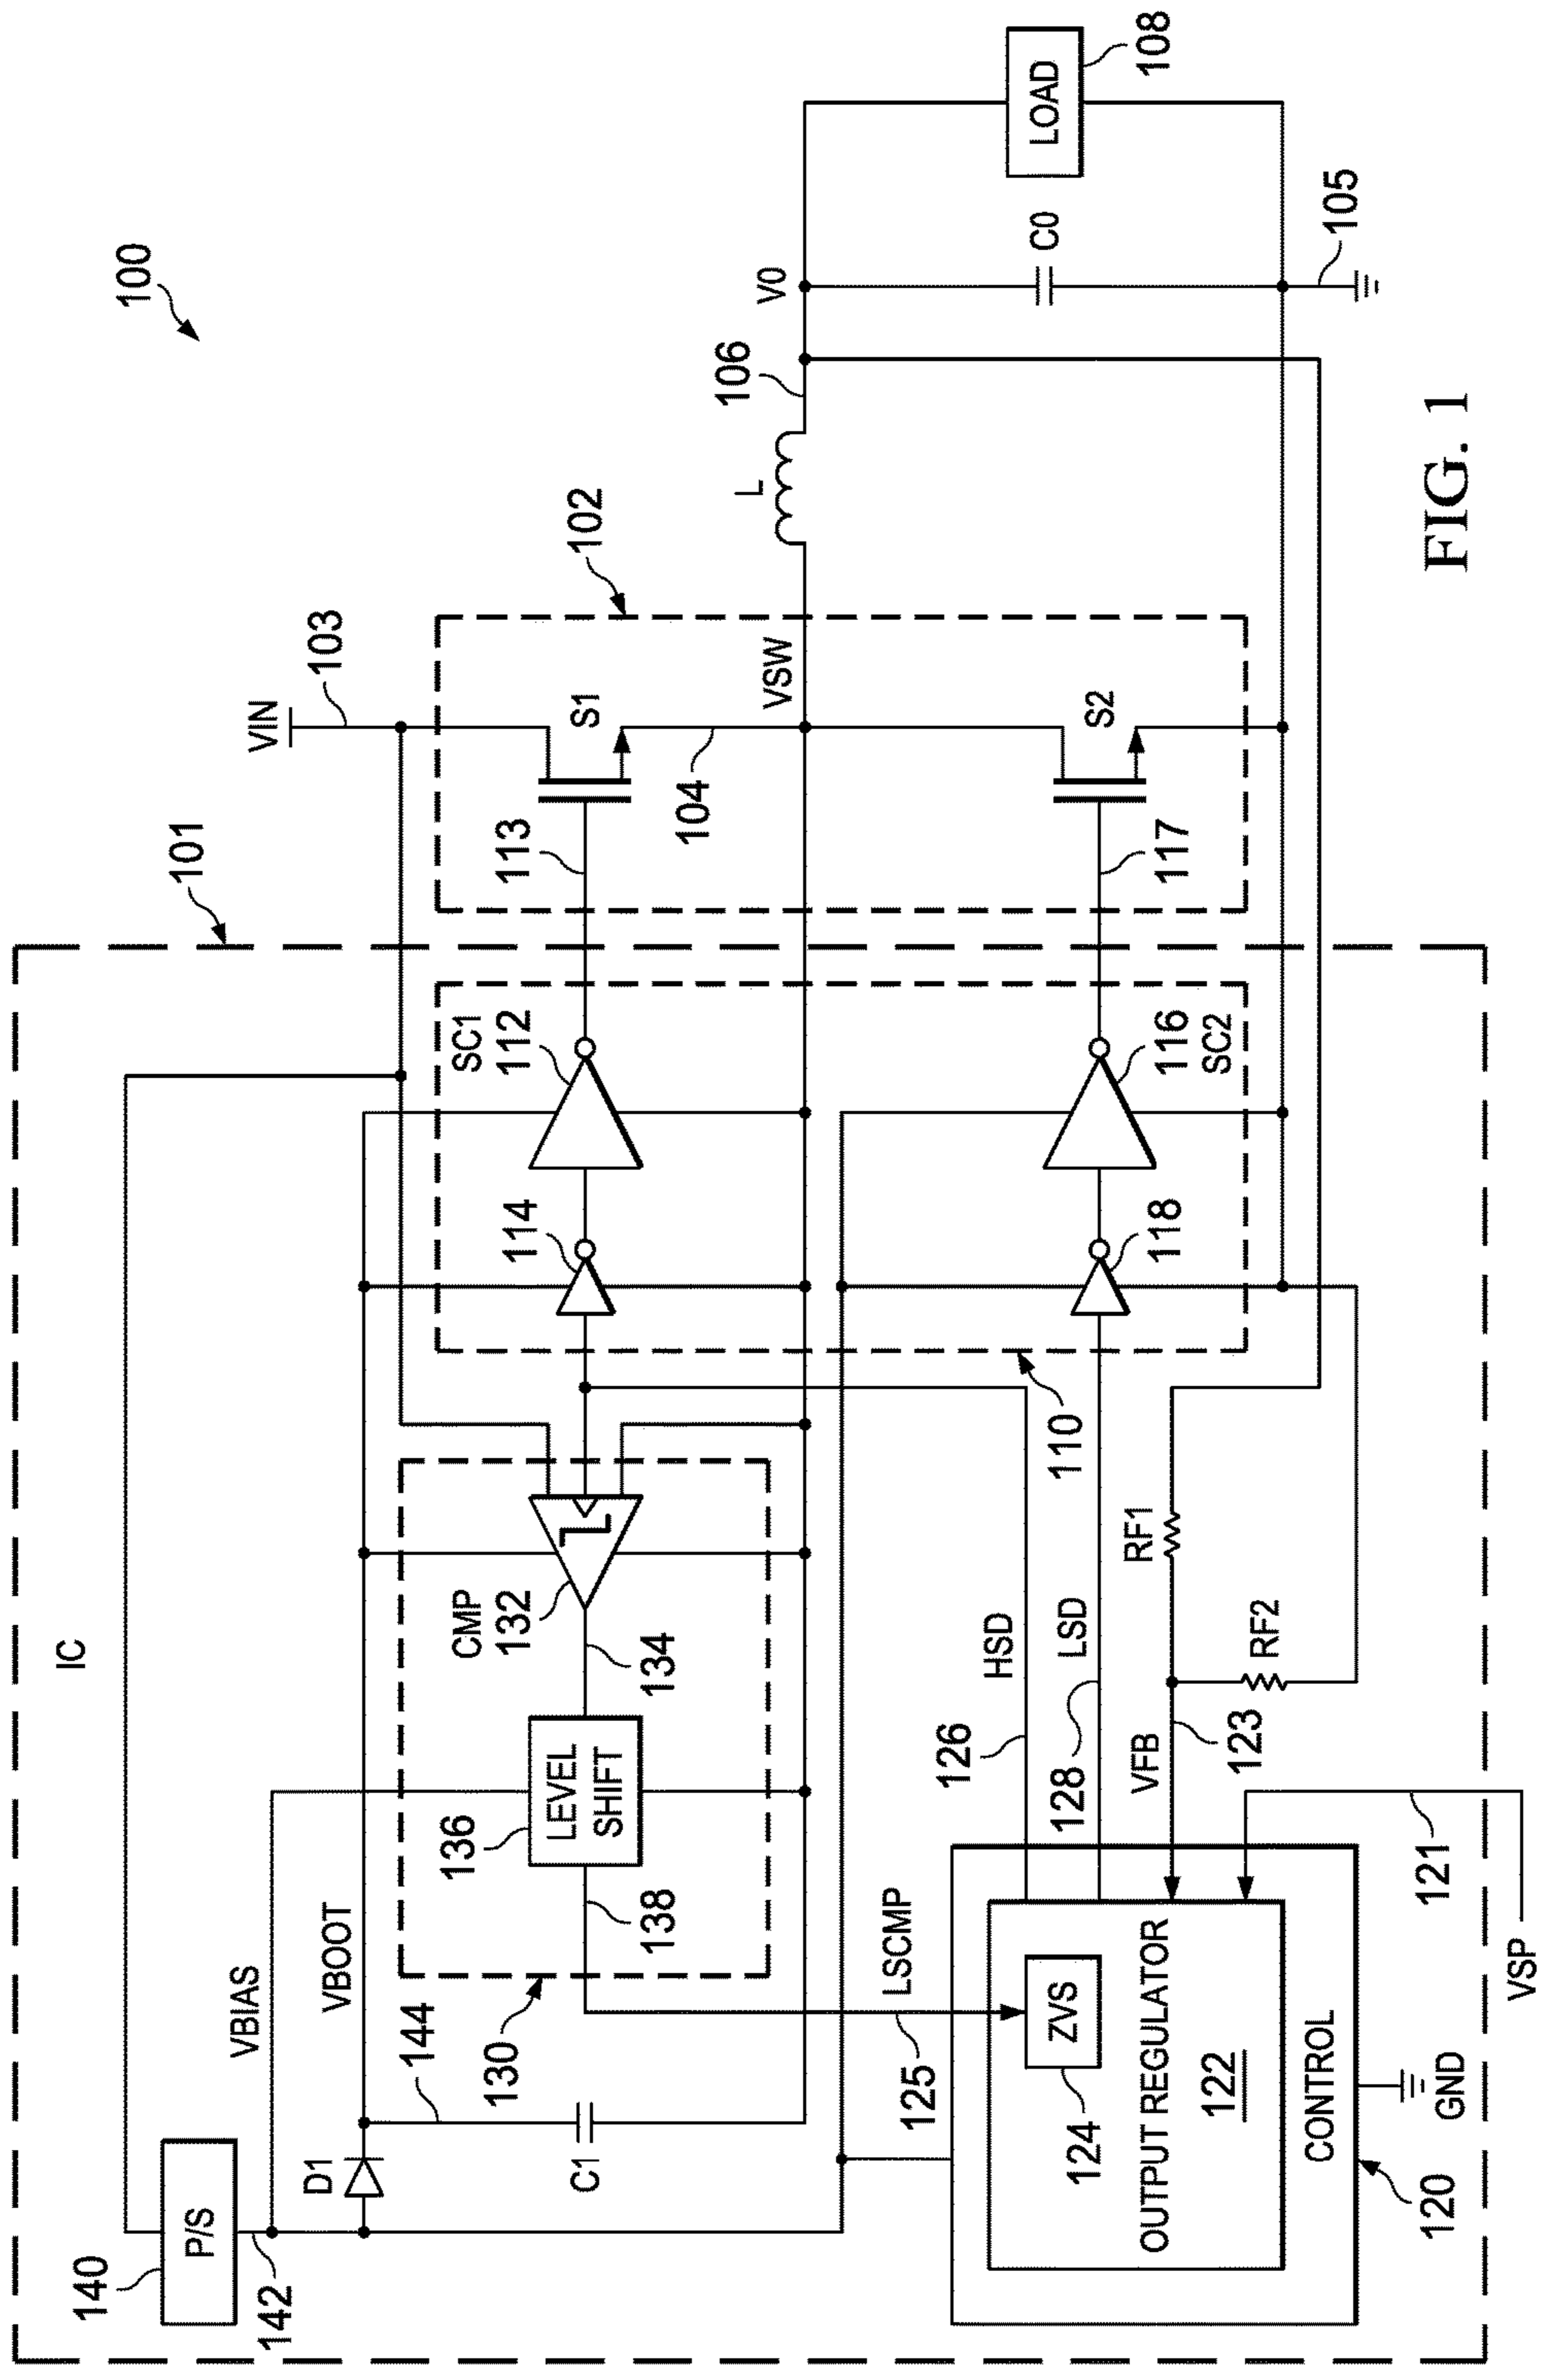 100
IC
101
140
P/S
142
VBIAS
VIN
103
102
D1
VBOOT
144
C1
130
CMP
132
134
LEVEL
SHIFT
136
138
SC1
112
114
113
S1
104
VSW
L
106
V0
C0
LOAD
108
105
LSCMP
125
HSD
126
LSD
128
110
118
116
SC2
117
S2
ZVS
124
OUTPUT REGULATOR
122
CONTROL
120
GND
VFB
123
RF1
RF2
121
VSP
FIG. 1